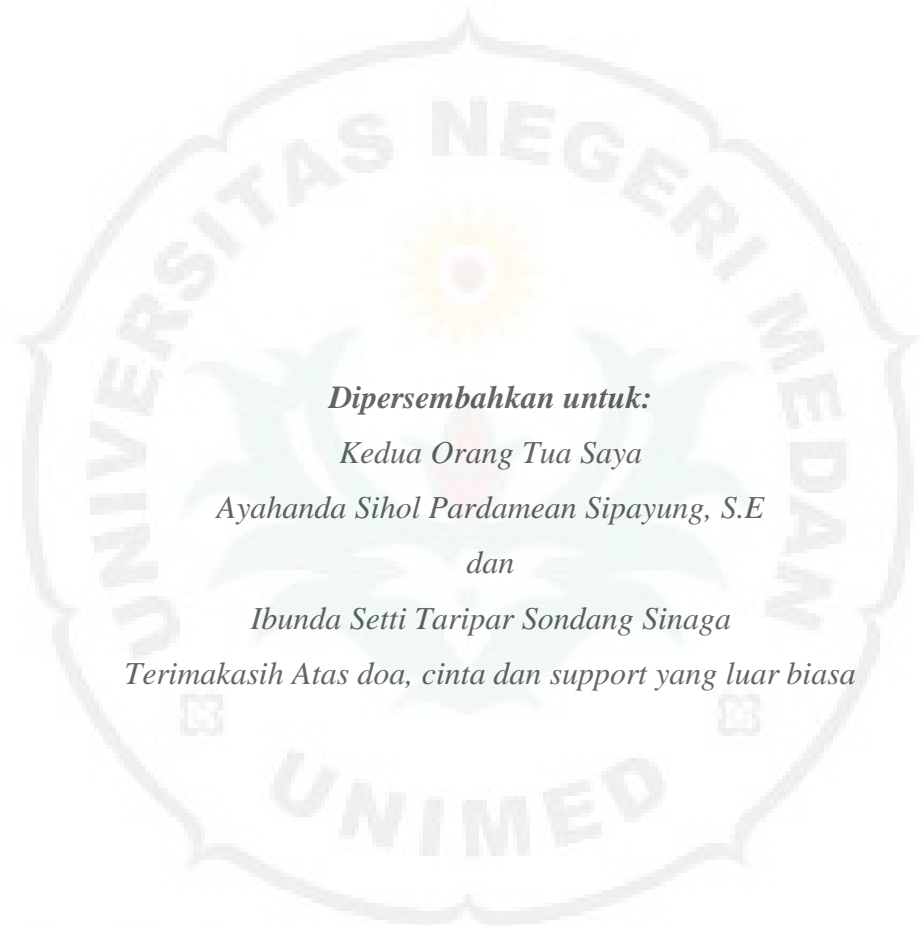 UNIVERSITAS NEGERI MEDAN
Dipersembahkan untuk:
Kedua Orang Tua Saya
Ayahanda Sihol Pardamean Sipayung, S.E
dan
Ibunda Setti Taripar Sondang Sinaga
Terimakasih Atas doa, cinta dan support yang luar biasa
UNIMED